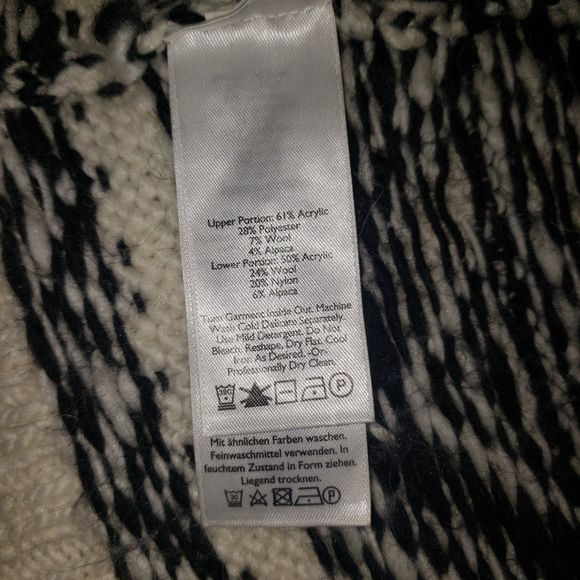 Upper Portion: 61% Acrylic
28% Polyester
7% Wool
4% Alpaca
Lower Portion: 50% Acrylic
24% Wool
20% Nylon
6% Alpaca
Turn Garment Inside Out. Machine
Wash Cold Delicate Separately.
Use Mild Detergent. Do Not
Bleach. Reshape, Dry Flat. Cool
Iron As Desired. -Or-
Professionally Dry Clean.
P
Mit ähnlichen Farben waschen.
Feinwaschmittel verwenden. In
feuchtem Zustand in Form ziehen.
Liegend trocknen.
30 P